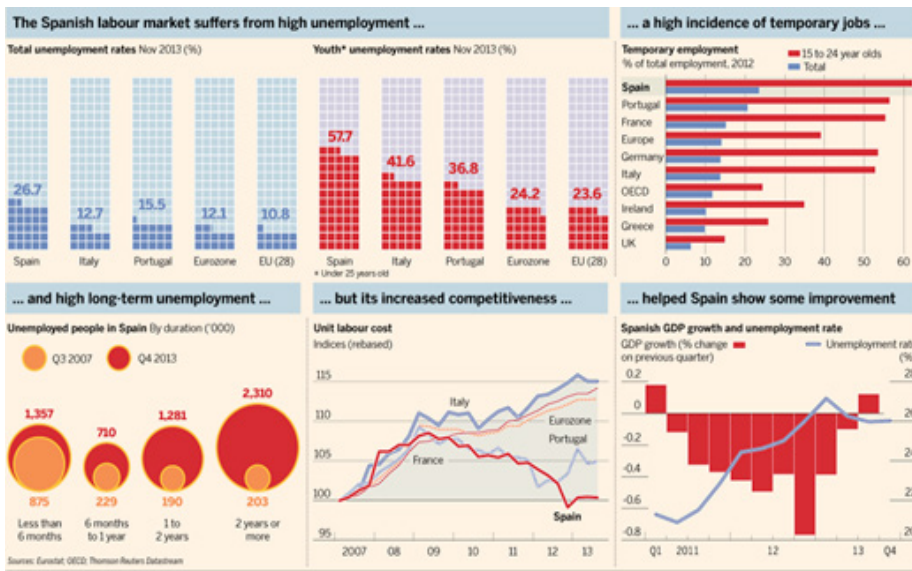 The Spanish labour market suffers from high unemployment ...
Total unemployment rates Nov 2013 (%)
26.7
12.7
15.5
12.1
10.8
Spain
Italy
Portugal
Eurozone
EU (28)
Youth* unemployment rates Nov 2013 (%)
57.7
41.6
36.8
24.2
23.6
Spain
Italy
Portugal
Eurozone
EU (28)
* Under 25 years old
... a high incidence of temporary jobs ...
Temporary employment
% of total employment, 2012
15 to 24 year olds
Total
Spain
Portugal
France
Europe
Germany
Italy
OECD
Ireland
Greece
UK
0 10 20 30 40 50 60
... and high long-term unemployment ...
Unemployed people in Spain By duration ('000)
Q3 2007
Q4 2013
1,357
710
1,281
2,310
875
229
190
203
Less than
6 months
6 months
to 1 year
1 to
2 years
2 years or
more
Sources: Eurostat; OECD; Thomson Reuters Datastream
... but its increased competitiveness ...
Unit labour cost
Indices (rebased)
115
110
105
100
95
Italy
Eurozone
Portugal
France
Spain
2007 08 09 10 11 12 13
... helped Spain show some improvement
Spanish GDP growth and unemployment rate
GDP growth (% change
on previous quarter)
Unemployment rat
(%
0.2
0
-0.2
-0.4
-0.6
-0.8
Q1 2011 12 13 Q4